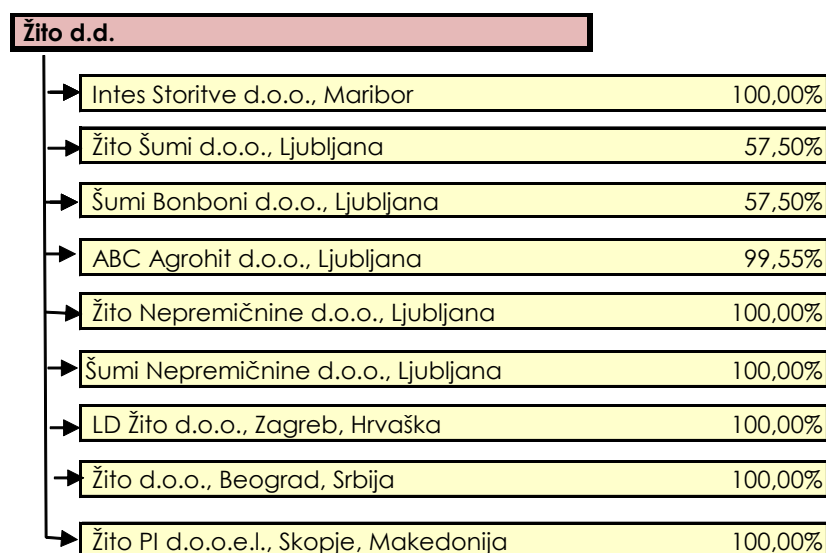 Žito d.d.
Intes Storitve d.o.o., Maribor 100,00%
Žito Šumi d.o.o., Ljubljana 57,50%
Šumi Bonboni d.o.o., Ljubljana 57,50%
ABC Agrohit d.o.o., Ljubljana 99,55%
Žito Nepremičnine d.o.o., Ljubljana 100,00%
Šumi Nepremičnine d.o.o., Ljubljana 100,00%
LD Žito d.o.o., Zagreb, Hrvaška 100,00%
Žito d.o.o., Beograd, Srbija 100,00%
Žito PI d.o.o.e.l., Skopje, Makedonija 100,00%